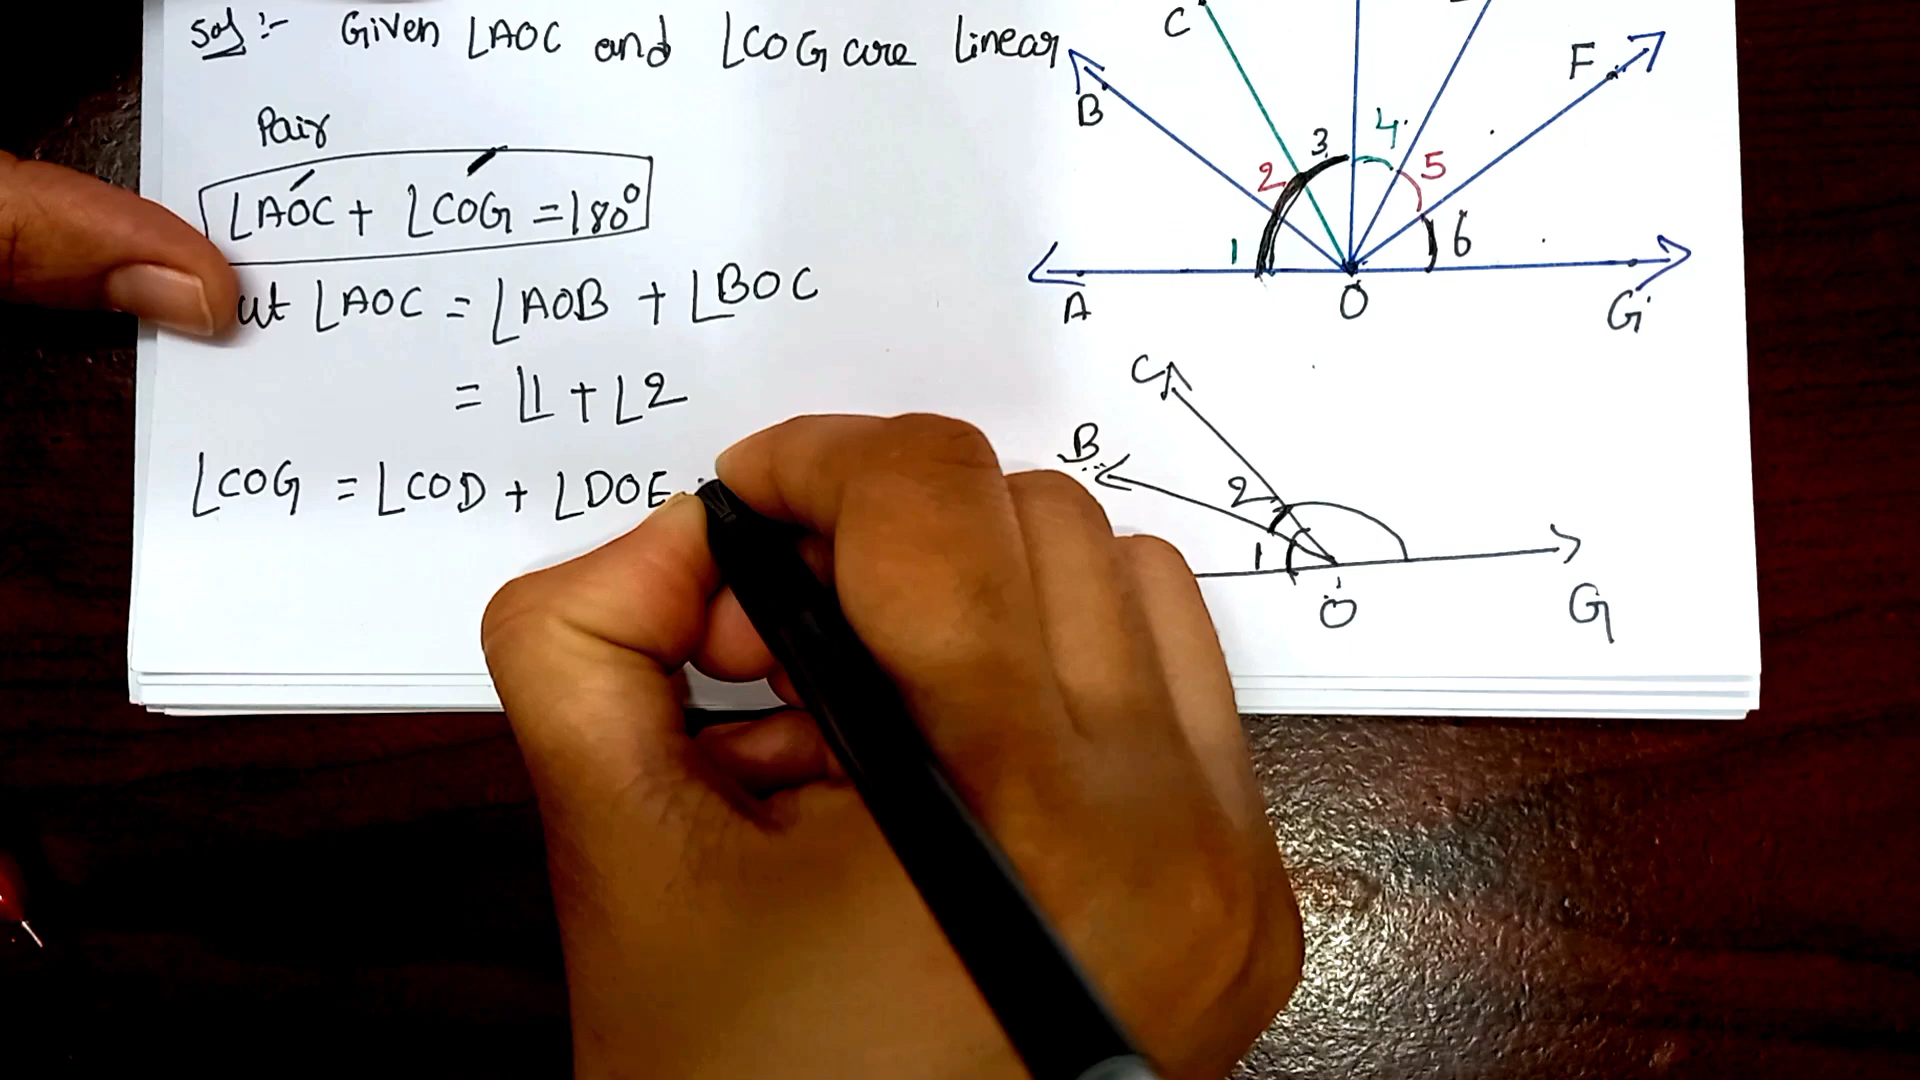 Sol :- Given ∠AOC and ∠COG are linear
Pair
∠AOC + ∠COG = 180°
ut ∠AOC = ∠AOB + ∠BOC
= ∠1 + ∠2
∠COG = ∠COD + ∠DOE
C
B
F
1
2
3
4
5
6
A
O
G
C
B
2
1
O
G